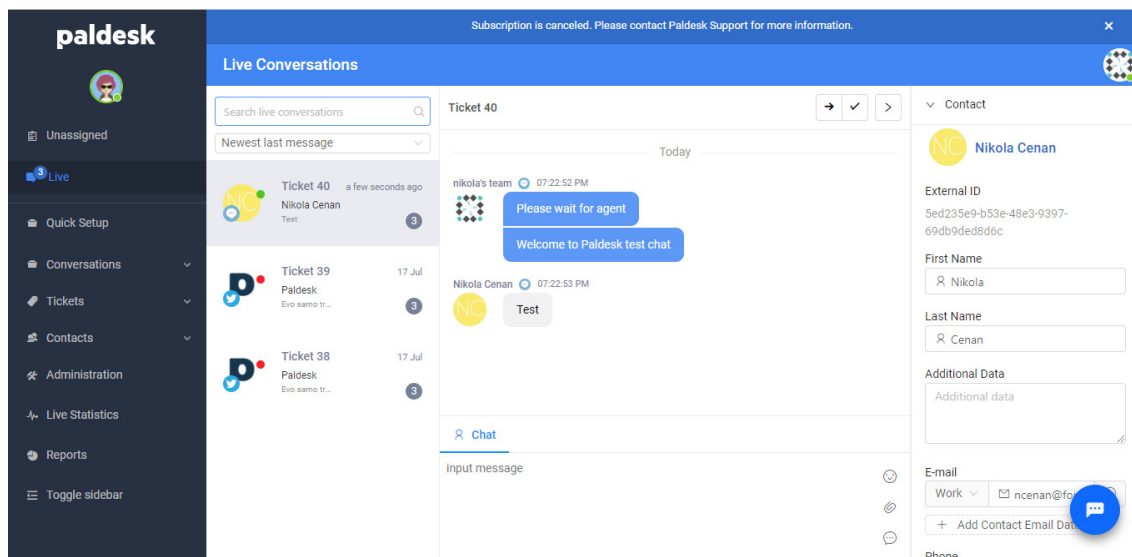 paldesk
Unassigned
3
Live
Quick Setup
Conversations
Tickets
Contacts
Administration
Live Statistics
Reports
Toggle sidebar
Subscription is canceled. Please contact Paldesk Support for more information.
Live Conversations
Search live conversations
Newest last message
NC
Ticket 40 a few seconds ago
Nikola Cenan
Test 3
Ticket 39 17 Jul
Paldesk
Evo samo tr... 3
Ticket 38 17 Jul
Paldesk
Evo samo tr... 3
Ticket 40
Today
nikola's team 07:22:52 PM
Please wait for agent
Welcome to Paldesk test chat
Nikola Cenan 07:22:53 PM
NC
Test
Chat
input message
Contact
NC
Nikola Cenan
External ID
5ed235e9-b53e-48e3-9397-
69db9ded8d6c
First Name
Nikola
Last Name
Cenan
Additional Data
Additional data
E-mail
Work ncenan@foi
+ Add Contact Email Dat
Phone